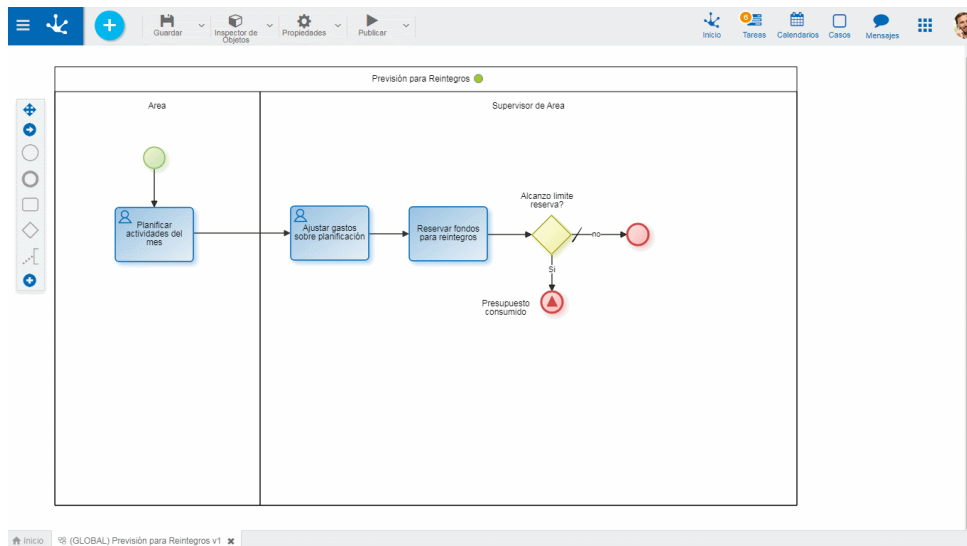 Guardar
Inspector de
Objetos
Propiedades
Publicar
Inicio
6
Tareas
Calendarios
Casos
Mensajes
Previsión para Reintegros
Area
Supervisor de Area
Planificar
actividades del
mes
Ajustar gastos
sobre planificación
Reservar fondos
para reintegros
Alcanzo limite
reserva?
no
Si
Presupuesto
consumido
Inicio
(GLOBAL) Previsión para Reintegros v1